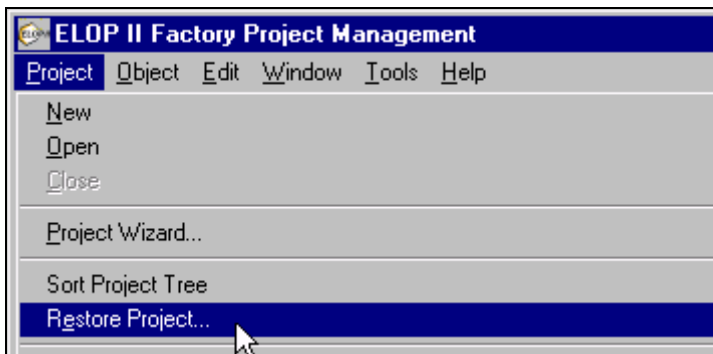 ELOP II Factory Project Management
Project Object Edit Window Tools Help
New
Open
Close
Project Wizard...
Sort Project Tree
Restore Project...